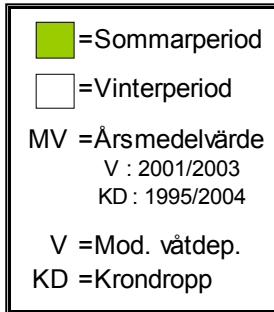 =Sommarperiod
=Vinterperiod
MV =Årsmedelvärde
V : 2001/2003
KD : 1995/2004
V =Mod. våtdep.
KD =Krondropp